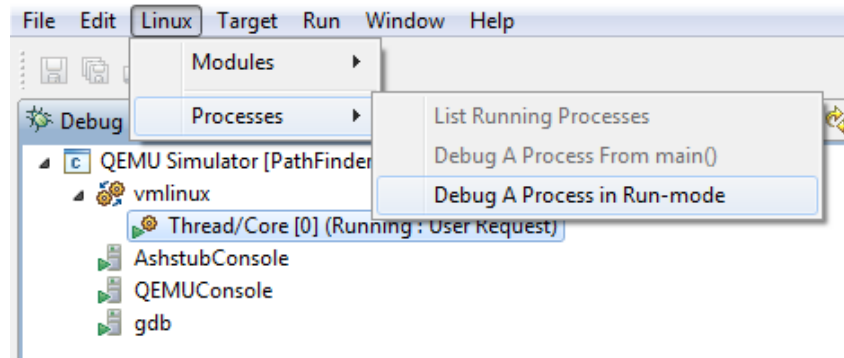 File Edit Linux Target Run Window Help
Modules
Processes
List Running Processes
Debug A Process From main()
Debug A Process in Run-mode
Debug
QEMU Simulator [PathFinder
vmlinux
Thread/Core [0] (Running : User Request)
AshstubConsole
QEMUConsole
gdb